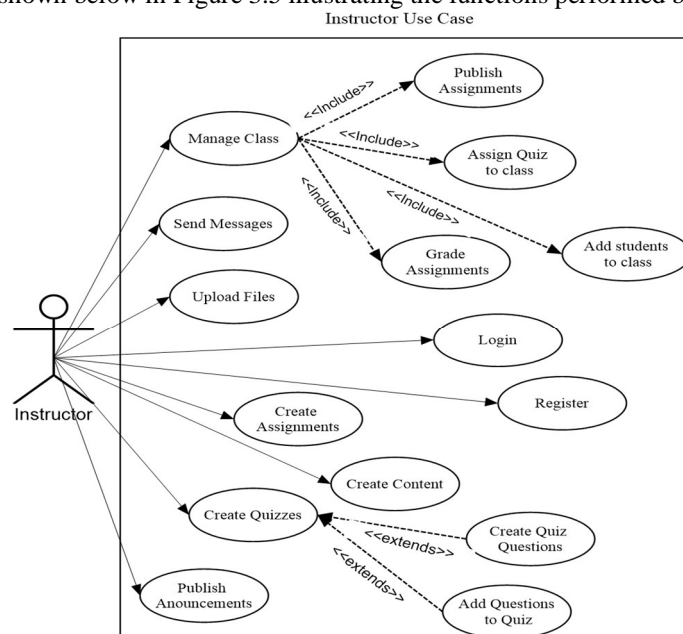 shown below in Figure 3.3 illustrating the functions performed b
Instructor Use Case
Publish
Assignments
<<Include>>
Manage Class
<<Include>>
Assign Quiz
to class
<<Include>>
<<Include>>
Send Messages
Grade
Assignments
Add students
to class
Upload Files
Login
Instructor
Create
Assignments
Register
Create Content
Create Quizzes
<<extends>>
Create Quiz
Questions
<<extends>>
Publish
Anouncements
Add Questions
to Quiz